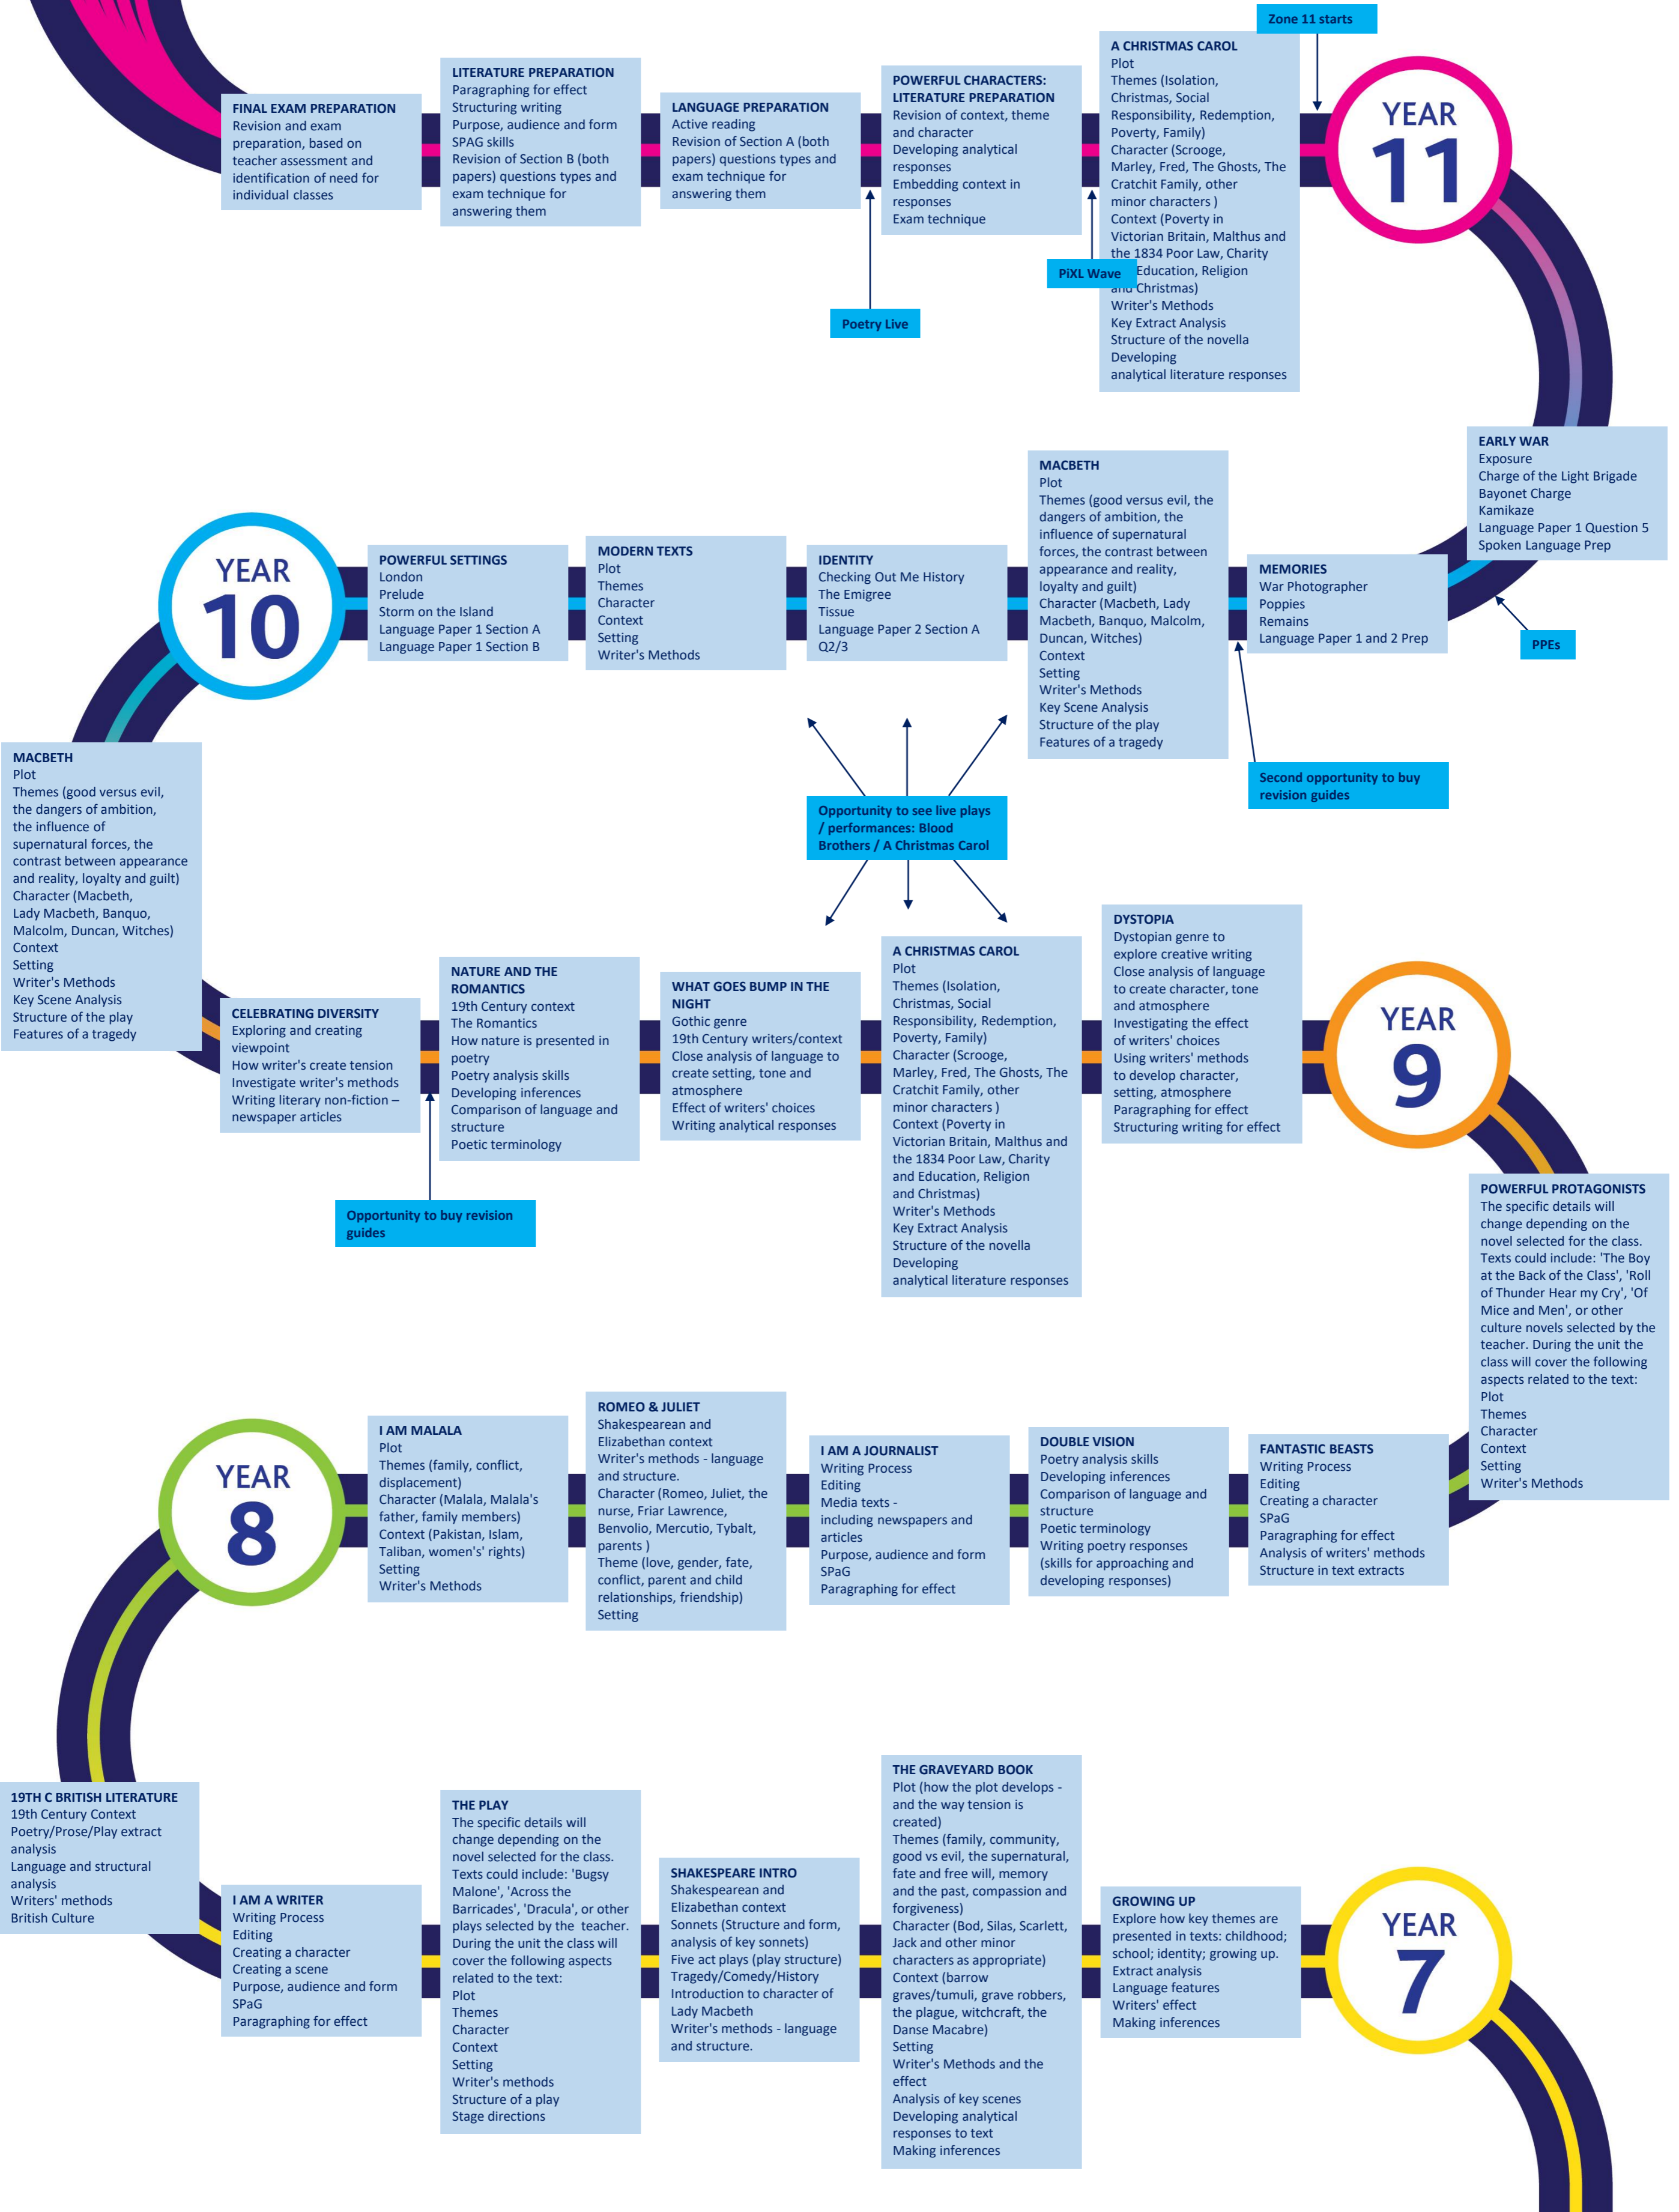 Zone 11 starts
YEAR
11
A CHRISTMAS CAROL
Plot
Themes (Isolation,
Christmas, Social
Responsibility, Redemption,
Poverty, Family)
Character (Scrooge,
Marley, Fred, The Ghosts, The
Cratchit Family, other
minor characters )
Context (Poverty in
Victorian Britain, Malthus and
the 1834 Poor Law, Charity
Education, Religion
and Christmas)
Writer's Methods
Key Extract Analysis
Structure of the novella
Developing
analytical literature responses
PiXL Wave
POWERFUL CHARACTERS:
LITERATURE PREPARATION
Revision of context, theme
and character
Developing analytical
responses
Embedding context in
responses
Exam technique
Poetry Live
LANGUAGE PREPARATION
Active reading
Revision of Section A (both
papers) questions types and
exam technique for
answering them
LITERATURE PREPARATION
Paragraphing for effect
Structuring writing
Purpose, audience and form
SPAG skills
Revision of Section B (both
papers) questions types and
exam technique for
answering them
FINAL EXAM PREPARATION
Revision and exam
preparation, based on
teacher assessment and
identification of need for
individual classes
YEAR
10
POWERFUL SETTINGS
London
Prelude
Storm on the Island
Language Paper 1 Section A
Language Paper 1 Section B
MODERN TEXTS
Plot
Themes
Character
Context
Setting
Writer's Methods
IDENTITY
Checking Out Me History
The Emigree
Tissue
Language Paper 2 Section A
Q2/3
MACBETH
Plot
Themes (good versus evil, the
dangers of ambition, the
influence of supernatural
forces, the contrast between
appearance and reality,
loyalty and guilt)
Character (Macbeth, Lady
Macbeth, Banquo, Malcolm,
Duncan, Witches)
Context
Setting
Writer's Methods
Key Scene Analysis
Structure of the play
Features of a tragedy
MEMORIES
War Photographer
Poppies
Remains
Language Paper 1 and 2 Prep
EARLY WAR
Exposure
Charge of the Light Brigade
Bayonet Charge
Kamikaze
Language Paper 1 Question 5
Spoken Language Prep
PPEs
Second opportunity to buy
revision guides
Opportunity to see live plays
/ performances: Blood
Brothers / A Christmas Carol
MACBETH
Plot
Themes (good versus evil,
the dangers of ambition,
the influence of
supernatural forces, the
contrast between appearance
and reality, loyalty and guilt)
Character (Macbeth,
Lady Macbeth, Banquo,
Malcolm, Duncan, Witches)
Context
Setting
Writer's Methods
Key Scene Analysis
Structure of the play
Features of a tragedy
CELEBRATING DIVERSITY
Exploring and creating
viewpoint
How writer's create tension
Investigate writer's methods
Writing literary non-fiction –
newspaper articles
Opportunity to buy revision
guides
NATURE AND THE
ROMANTICS
19th Century context
The Romantics
How nature is presented in
poetry
Poetry analysis skills
Developing inferences
Comparison of language and
structure
Poetic terminology
WHAT GOES BUMP IN THE
NIGHT
Gothic genre
19th Century writers/context
Close analysis of language to
create setting, tone and
atmosphere
Effect of writers' choices
Writing analytical responses
A CHRISTMAS CAROL
Plot
Themes (Isolation,
Christmas, Social
Responsibility, Redemption,
Poverty, Family)
Character (Scrooge,
Marley, Fred, The Ghosts, The
Cratchit Family, other
minor characters )
Context (Poverty in
Victorian Britain, Malthus and
the 1834 Poor Law, Charity
and Education, Religion
and Christmas)
Writer's Methods
Key Extract Analysis
Structure of the novella
Developing
analytical literature responses
DYSTOPIA
Dystopian genre to
explore creative writing
Close analysis of language
to create character, tone
and atmosphere
Investigating the effect
of writers' choices
Using writers' methods
to develop character,
setting, atmosphere
Paragraphing for effect
Structuring writing for effect
YEAR
9
POWERFUL PROTAGONISTS
The specific details will
change depending on the
novel selected for the class.
Texts could include: 'The Boy
at the Back of the Class', 'Roll
of Thunder Hear my Cry', 'Of
Mice and Men', or other
culture novels selected by the
teacher. During the unit the
class will cover the following
aspects related to the text:
Plot
Themes
Character
Context
Setting
Writer's Methods
YEAR
8
I AM MALALA
Plot
Themes (family, conflict,
displacement)
Character (Malala, Malala's
father, family members)
Context (Pakistan, Islam,
Taliban, women's' rights)
Setting
Writer's Methods
ROMEO & JULIET
Shakespearean and
Elizabethan context
Writer's methods - language
and structure.
Character (Romeo, Juliet, the
nurse, Friar Lawrence,
Benvolio, Mercutio, Tybalt,
parents )
Theme (love, gender, fate,
conflict, parent and child
relationships, friendship)
Setting
I AM A JOURNALIST
Writing Process
Editing
Media texts -
including newspapers and
articles
Purpose, audience and form
SPaG
Paragraphing for effect
DOUBLE VISION
Poetry analysis skills
Developing inferences
Comparison of language and
structure
Poetic terminology
Writing poetry responses
(skills for approaching and
developing responses)
FANTASTIC BEASTS
Writing Process
Editing
Creating a character
SPaG
Paragraphing for effect
Analysis of writers' methods
Structure in text extracts
19TH C BRITISH LITERATURE
19th Century Context
Poetry/Prose/Play extract
analysis
Language and structural
analysis
Writers' methods
British Culture
I AM A WRITER
Writing Process
Editing
Creating a character
Creating a scene
Purpose, audience and form
SPaG
Paragraphing for effect
THE PLAY
The specific details will
change depending on the
novel selected for the class.
Texts could include: 'Bugsy
Malone', 'Across the
Barricades', 'Dracula', or other
plays selected by the teacher.
During the unit the class will
cover the following aspects
related to the text:
Plot
Themes
Character
Context
Setting
Writer's methods
Structure of a play
Stage directions
SHAKESPEARE INTRO
Shakespearean and
Elizabethan context
Sonnets (Structure and form,
analysis of key sonnets)
Five act plays (play structure)
Tragedy/Comedy/History
Introduction to character of
Lady Macbeth
Writer's methods - language
and structure.
THE GRAVEYARD BOOK
Plot (how the plot develops -
and the way tension is
created)
Themes (family, community,
good vs evil, the supernatural,
fate and free will, memory
and the past, compassion and
forgiveness)
Character (Bod, Silas, Scarlett,
Jack and other minor
characters as appropriate)
Context (barrow
graves/tumuli, grave robbers,
the plague, witchcraft, the
Danse Macabre)
Setting
Writer's Methods and the
effect
Analysis of key scenes
Developing analytical
responses to text
Making inferences
GROWING UP
Explore how key themes are
presented in texts: childhood;
school; identity; growing up.
Extract analysis
Language features
Writers' effect
Making inferences
YEAR
7